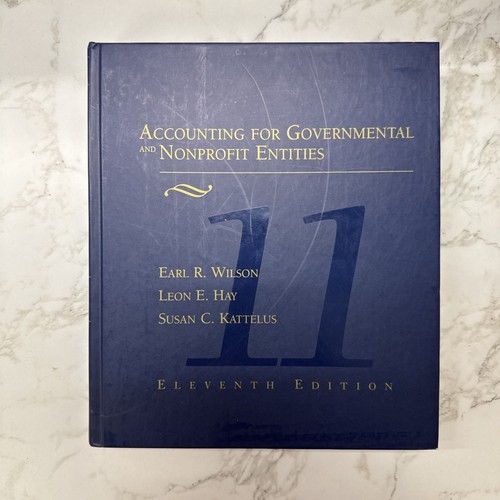 ACCOUNTING FOR GOVERNMENTAL
AND NONPROFIT ENTITIES
11
EARL R. WILSON
LEON E. HAY
SUSAN C. KATTELUS
ELEVENTH EDITION